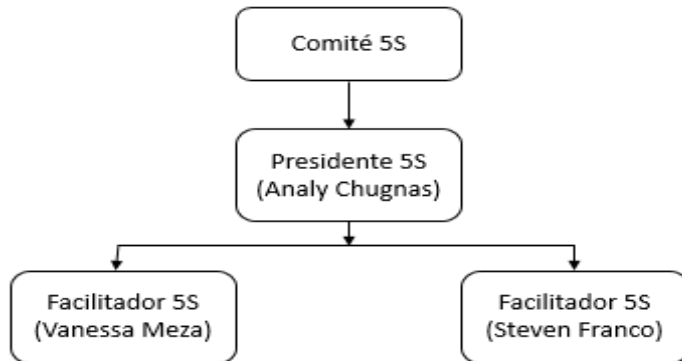 Comité 5S
Presidente 5S
(Analy Chugnas)
Facilitador 5S
(Vanessa Meza)
Facilitador 5S
(Steven Franco)